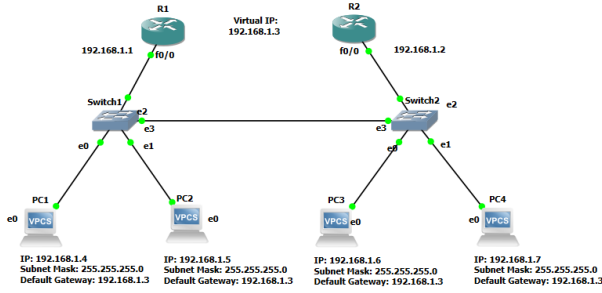 R1
Virtual IP:
192.168.1.3
R2
192.168.1.1
f0/0
f0/0
192.168.1.2
Switch1
e2
e3
e0
e1
Switch2
e2
e3
e0
e1
PC1
e0
VPCS
PC2
VPCS
e0
PC3
VPCS
e0
PC4
e0
VPCS
IP: 192.168.1.4
Subnet Mask: 255.255.255.0
Default Gateway: 192.168.1.3
IP: 192.168.1.5
Subnet Mask: 255.255.255.0
Default Gateway: 192.168.1.3
IP: 192.168.1.6
Subnet Mask: 255.255.255.0
Default Gateway: 192.168.1.3
IP: 192.168.1.7
Subnet Mask: 255.255.255.0
Default Gateway: 192.168.1.3